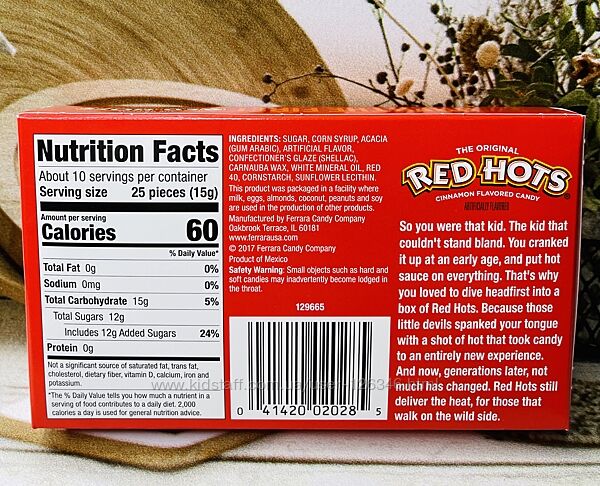 Nutrition Facts
About 10 servings per container
Serving size 25 pieces (15g)
Amount per serving
Calories 60
% Daily Value*
Total Fat 0g 0%
Sodium 0mg 0%
Total Carbohydrate 15g 5%
Total Sugars 12g
Includes 12g Added Sugars 24%
Protein 0g
Not a significant source of saturated fat, trans fat,
cholesterol, dietary fiber, vitamin D, calcium, iron and
potassium.
*The % Daily Value tells you how much a nutrient in a
serving of food contributes to a daily diet. 2,000
calories a day is used for general nutrition advice.
INGREDIENTS: SUGAR, CORN SYRUP, ACACIA
(GUM ARABIC), ARTIFICIAL FLAVOR,
CONFECTIONER'S GLAZE (SHELLAC),
CARNAUBA WAX, WHITE MINERAL OIL, RED
40, CORNSTARCH, SUNFLOWER LECITHIN.
This product was packaged in a facility where
milk, eggs, almonds, coconut, peanuts and soy
are used in the production of other products.
Manufactured by Ferrara Candy Company
Oakbrook Terrace, IL 60181
www.ferrarausa.com
© 2017 Ferrara Candy Company
Product of Mexico
Safety Warning: Small objects such as hard and
soft candies may inadvertently become lodged in
the throat.
129665
0 41420 02028 5
THE ORIGINAL
RED HOTS
CINNAMON FLAVORED CANDY
ARTIFICIALLY FLAVORED
So you were that kid. The kid that
couldn't stand bland. You cranked
it up at an early age, and put hot
sauce on everything. That's why
you loved to dive headfirst into a
box of Red Hots. Because those
little devils spanked your tongue
with a shot of hot that took candy
to an entirely new experience.
And now, generations later, not
much has changed. Red Hots still
deliver the heat, for those that
walk on the wild side.